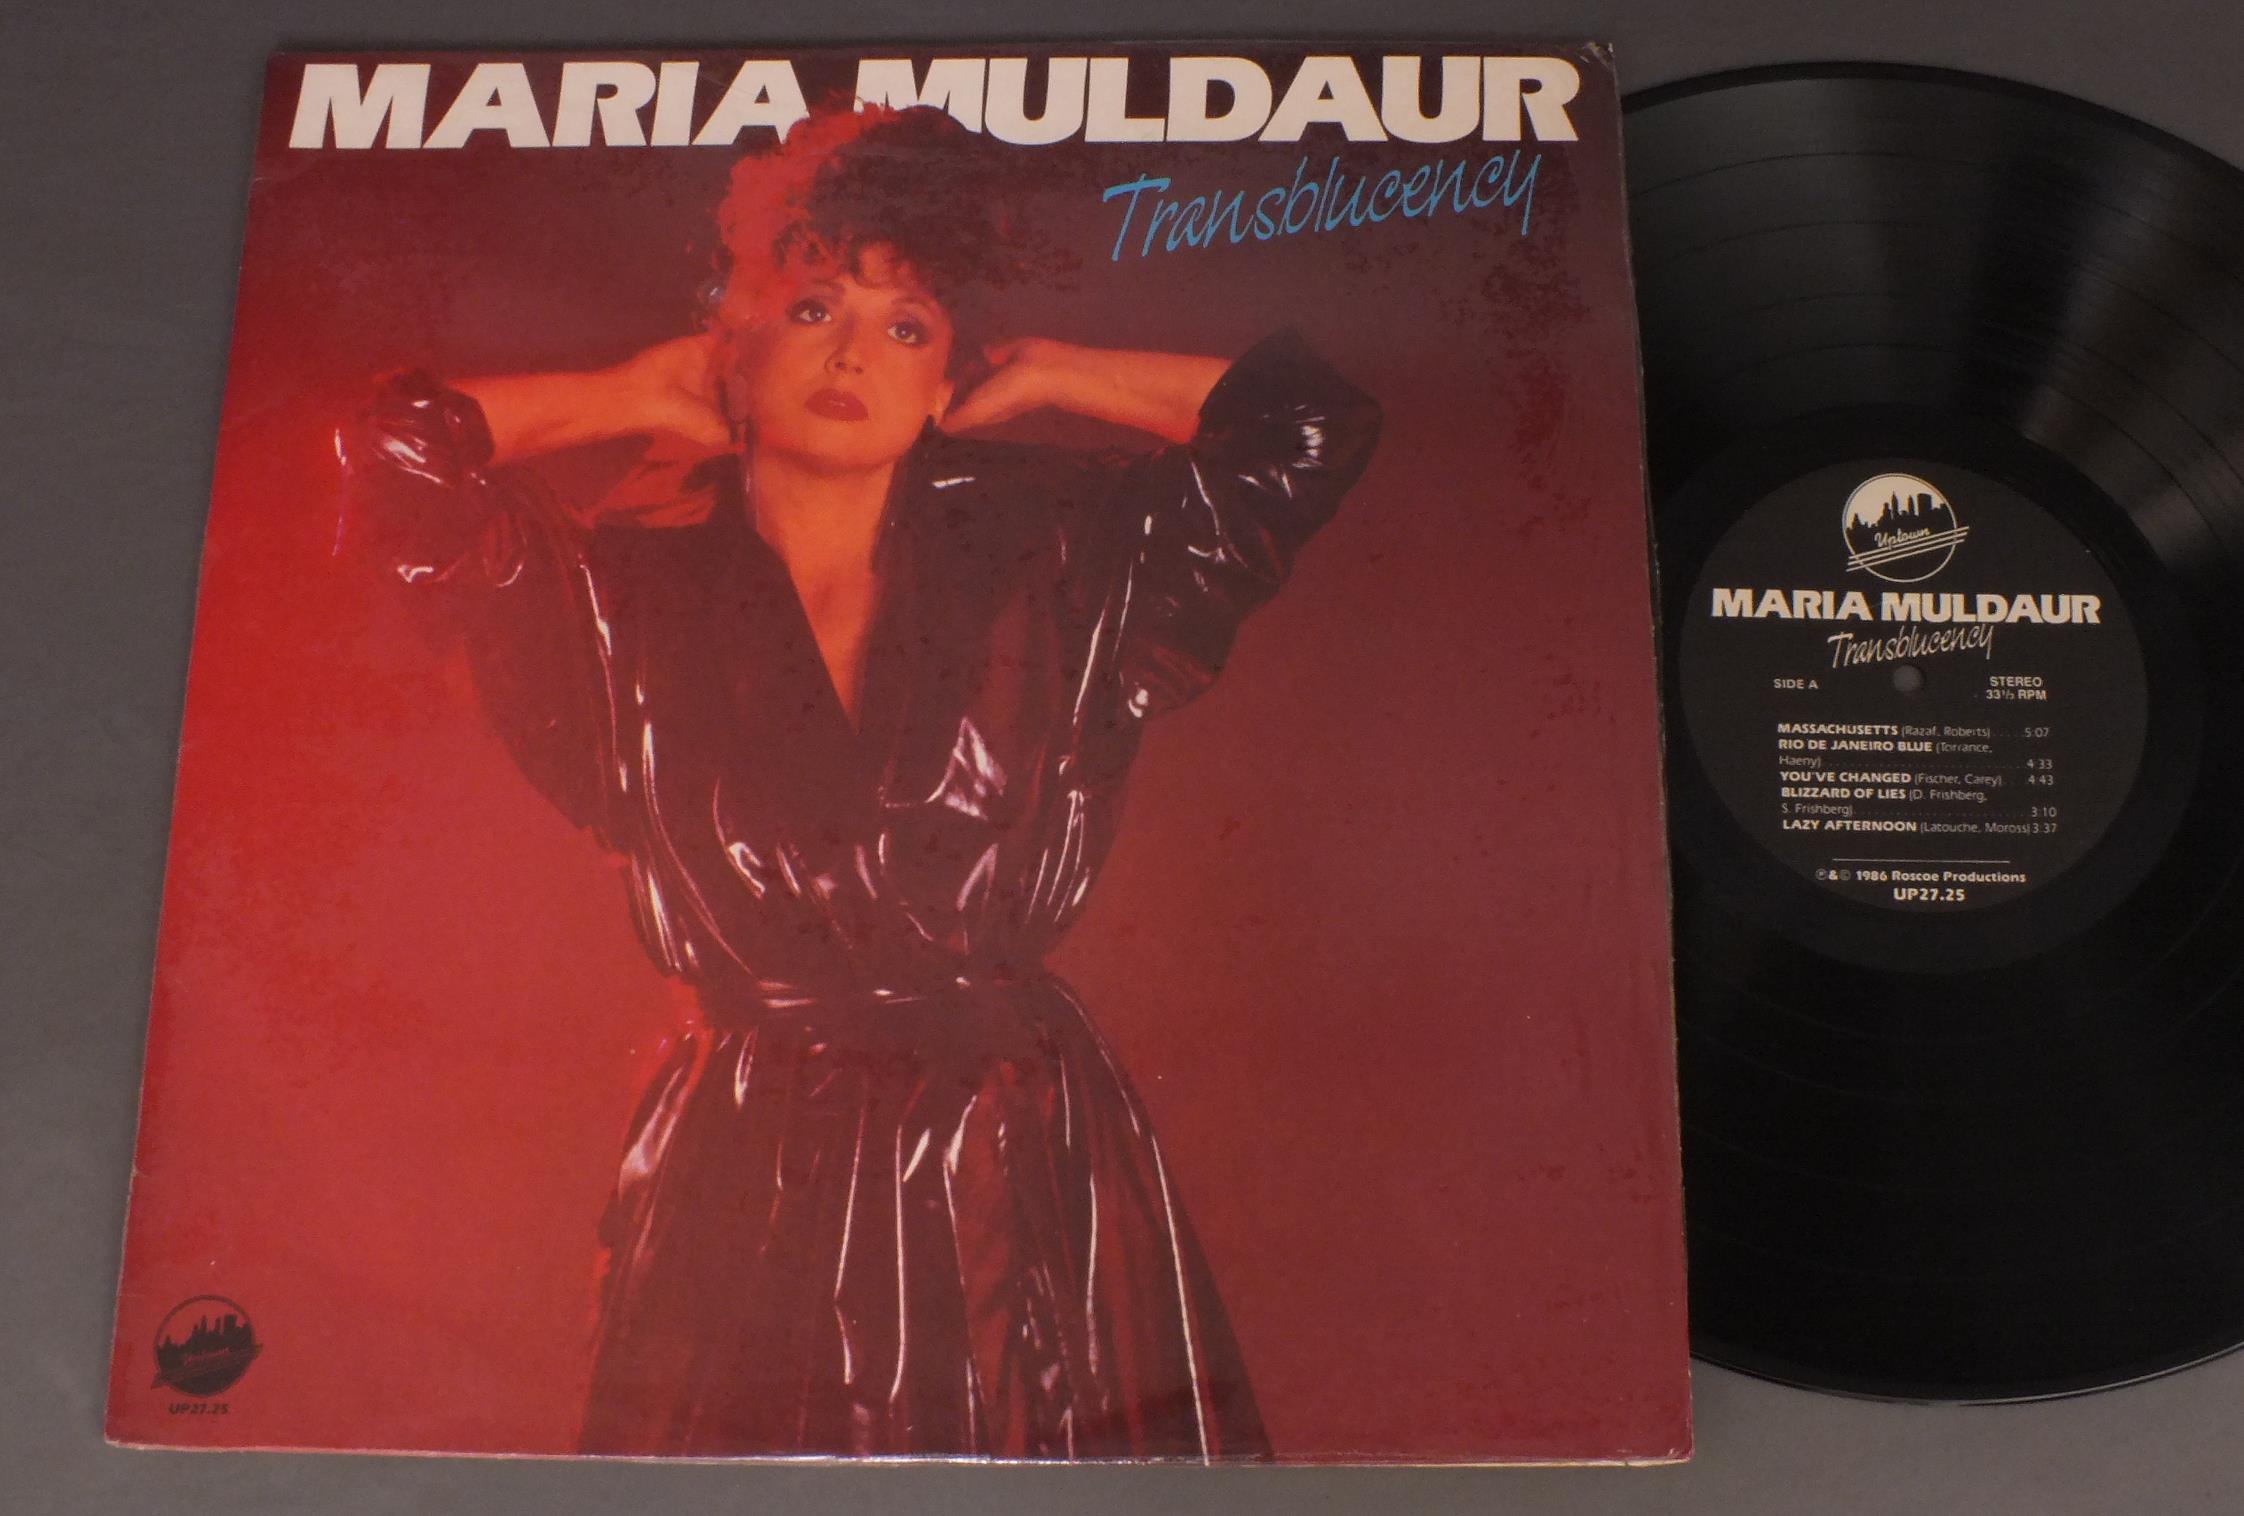 MARIA MULDAUR
Transblucency
Uptown
UP27.25
Uptown
MARIA MULDAUR
Transblucency
SIDE A
STEREO
33⅓ RPM
MASSACHUSETTS (Razaf, Roberts).....5:07
RIO DE JANEIRO BLUE (Torrance,
Haeny)..............................4:33
YOU'VE CHANGED (Fischer, Carey)....4:43
BLIZZARD OF LIES (D. Frishberg,
S. Frishberg)..........................3:10
LAZY AFTERNOON (Latouche, Moross) 3:37
℗&© 1986 Roscoe Productions
UP27.25